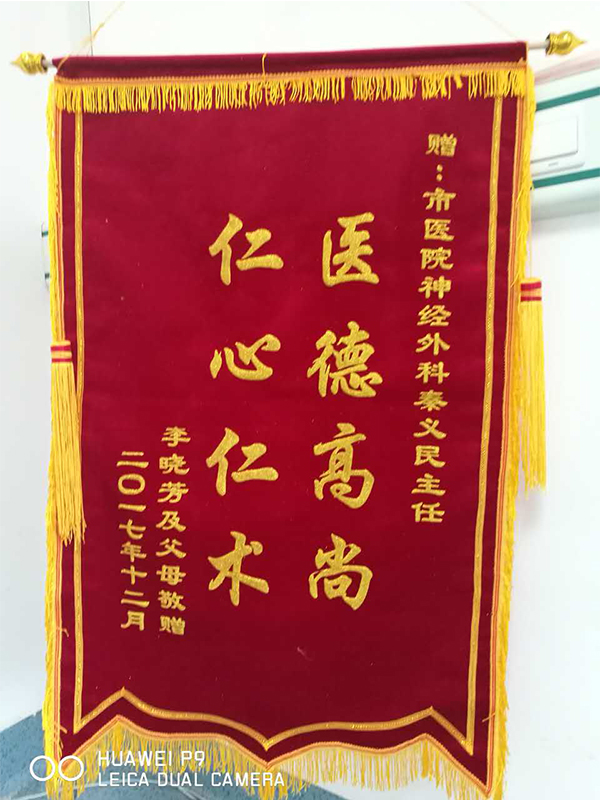 赠：市医院神经外科秦义民主任
医德高尚
仁心仁术
李晓芳及父母敬赠
二〇一七年十二月
HUAWEI P9
LEICA DUAL CAMERA